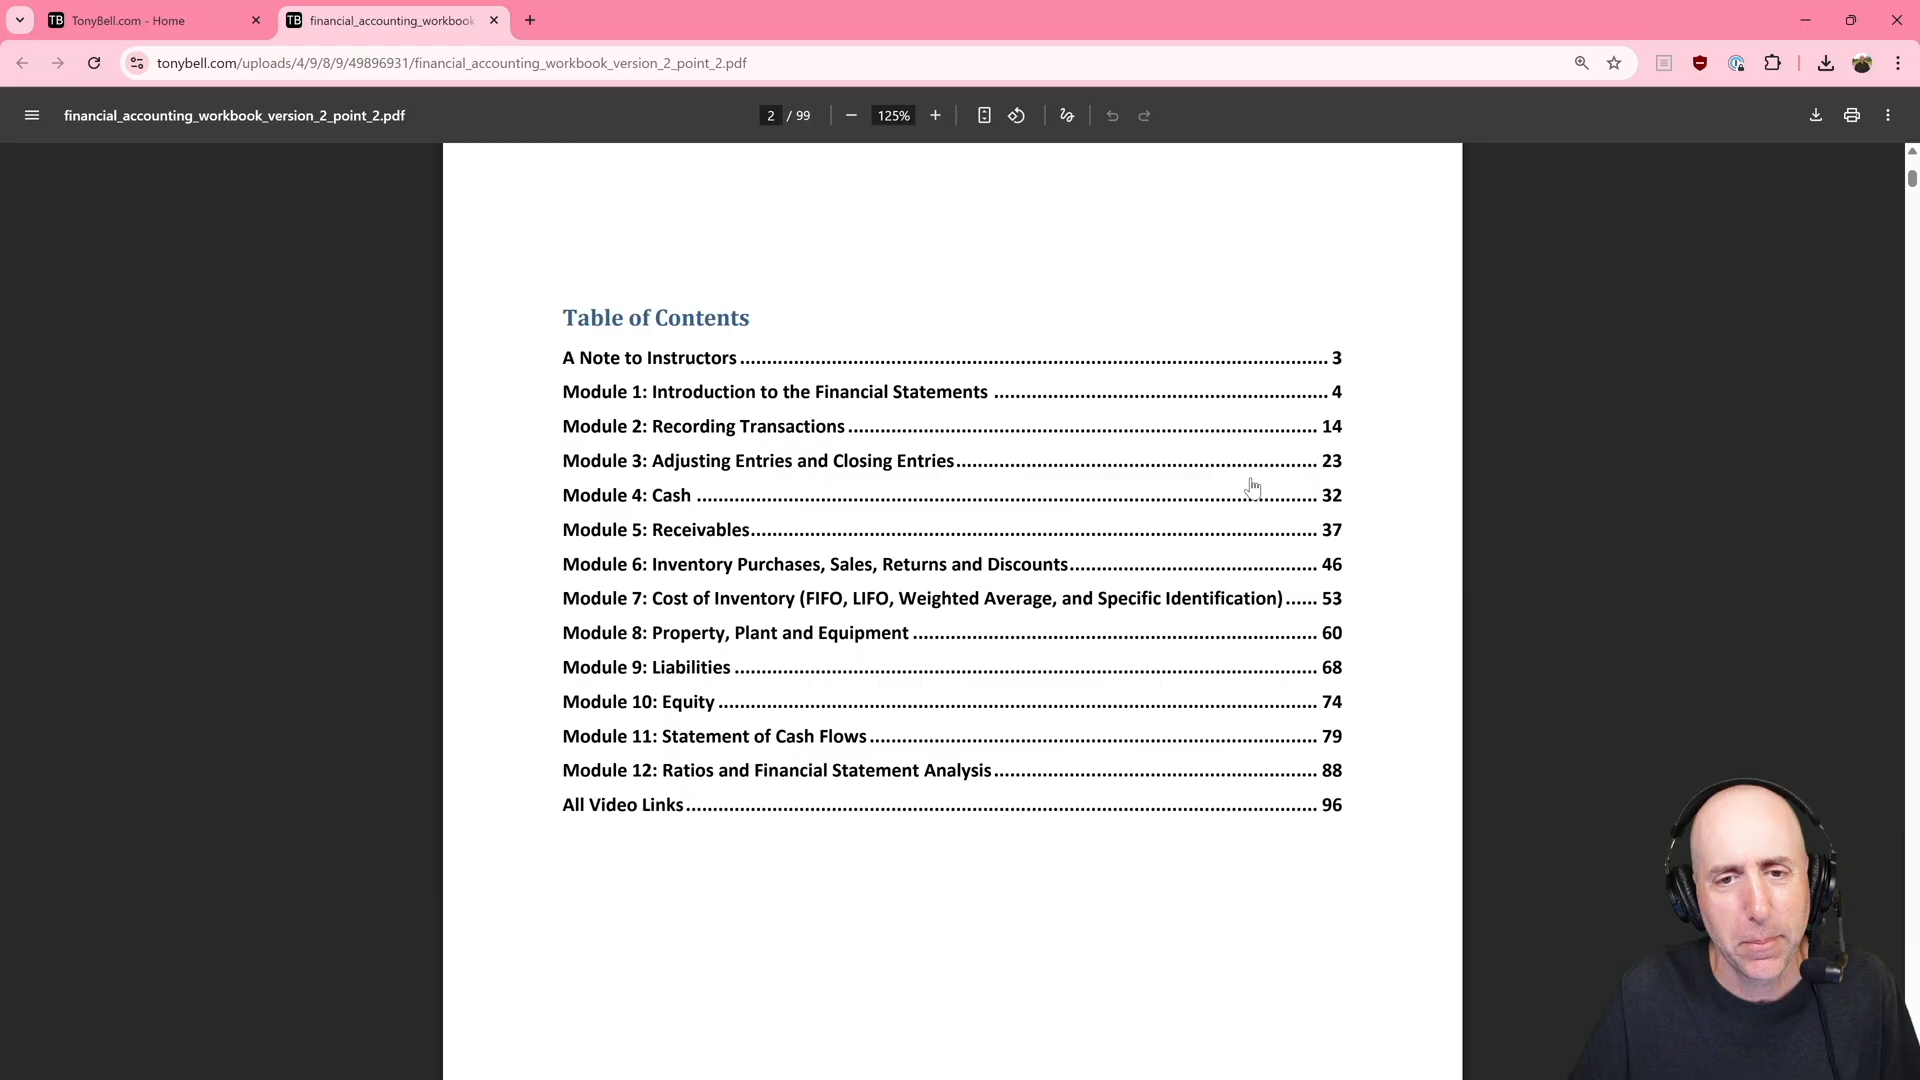 TB TonyBell.com - Home
TB financial_accounting_workbook
tonybell.com/uploads/4/9/8/9/49896931/financial_accounting_workbook_version_2_point_2.pdf
financial_accounting_workbook_version_2_point_2.pdf
2 / 99
125%
Table of Contents
A Note to Instructors 3
Module 1: Introduction to the Financial Statements 4
Module 2: Recording Transactions 14
Module 3: Adjusting Entries and Closing Entries 23
Module 4: Cash 32
Module 5: Receivables 37
Module 6: Inventory Purchases, Sales, Returns and Discounts 46
Module 7: Cost of Inventory (FIFO, LIFO, Weighted Average, and Specific Identification) 53
Module 8: Property, Plant and Equipment 60
Module 9: Liabilities 68
Module 10: Equity 74
Module 11: Statement of Cash Flows 79
Module 12: Ratios and Financial Statement Analysis 88
All Video Links 96